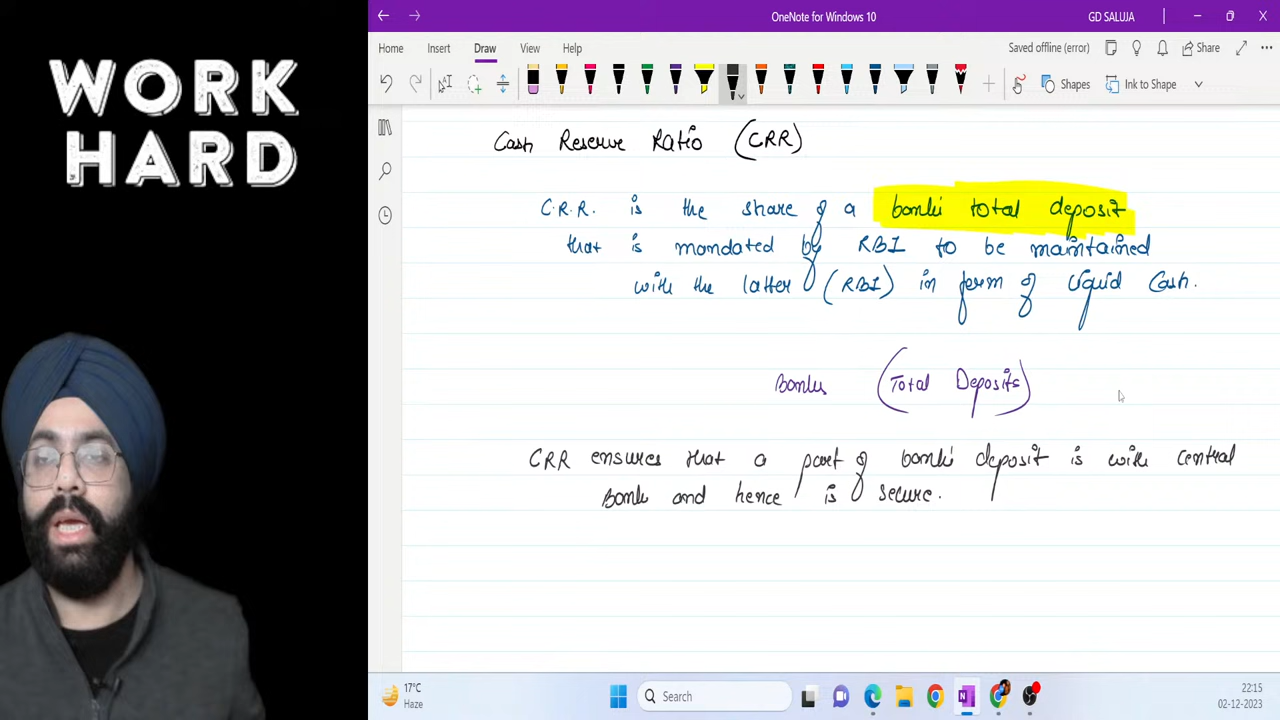 WORK
HARD
OneNote for Windows 10
GD SALUJA
Home Insert Draw View Help
Saved offline (error)
Share
Shapes
Ink to Shape
Cash Reserve Ratio (CRR)
C.R.R. is the share of a bank's total deposit
that is mandated by RBI to be maintained
with the latter (RBI) in form of liquid Cash.
Banks (Total Deposits)
CRR ensures that a part of bank's deposit is with central
Bank and hence is secure.
17°C
Haze
Search
22:15
02-12-2023